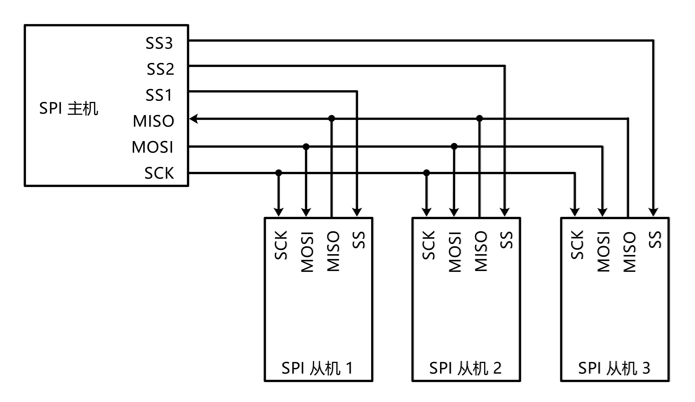 SS3
SS2
SS1
SPI 主机
MISO
MOSI
SCK
SCK
MOSI
MISO
SS
SCK
MOSI
MISO
SS
SCK
MOSI
MISO
SS
SPI 从机 1
SPI 从机 2
SPI 从机 3